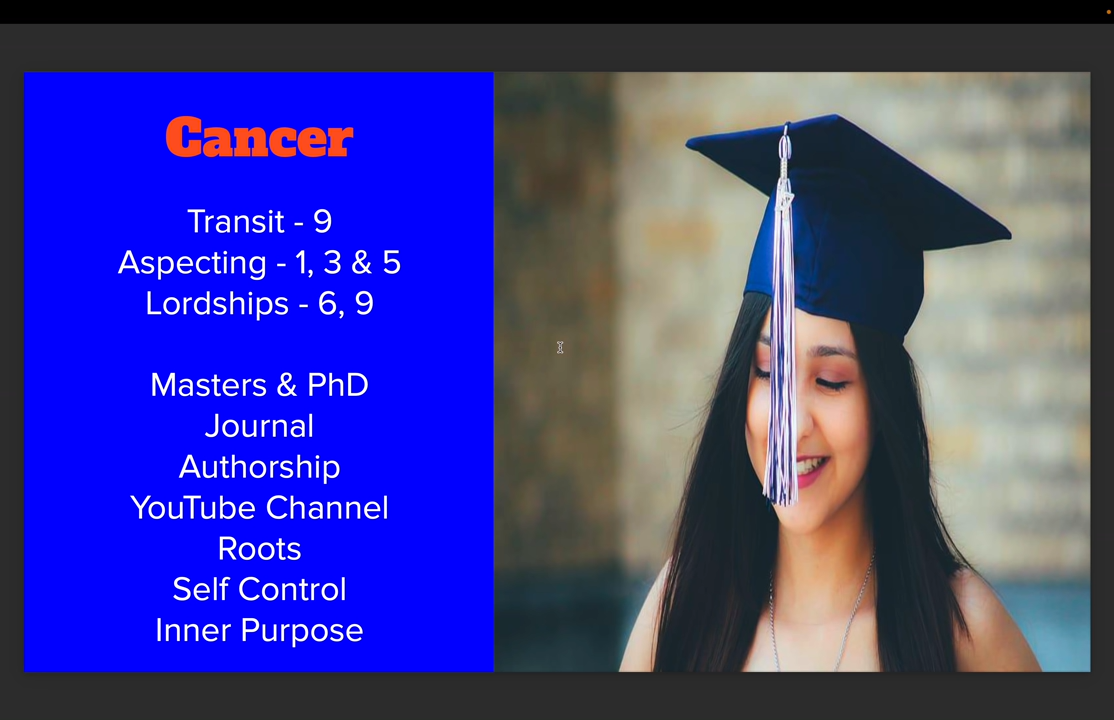 Cancer
Transit - 9
Aspecting - 1, 3 & 5
Lordships - 6, 9
Masters & PhD
Journal
Authorship
YouTube Channel
Roots
Self Control
Inner Purpose